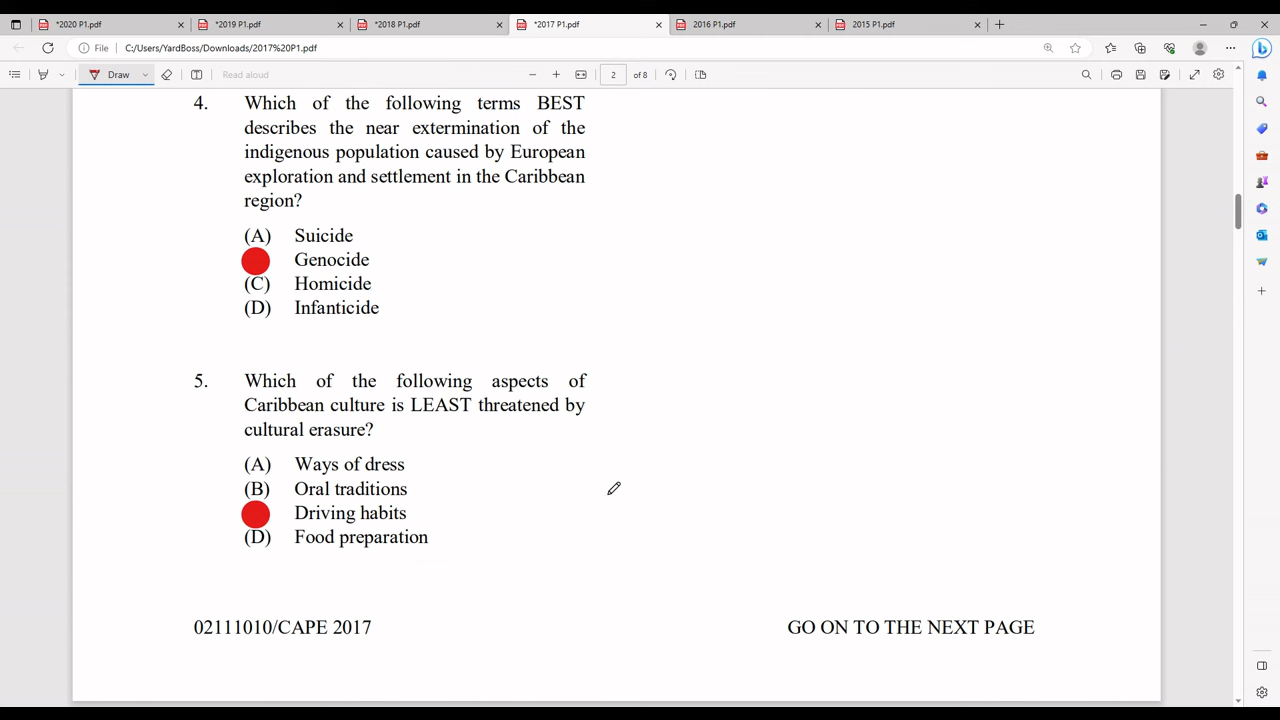 *2020 P1.pdf
*2019 P1.pdf
*2018 P1.pdf
*2017 P1.pdf
2016 P1.pdf
2015 P1.pdf
File
C:/Users/YardBoss/Downloads/2017%20P1.pdf
Draw
Read aloud
2
of 8
4. Which of the following terms BEST
describes the near extermination of the
indigenous population caused by European
exploration and settlement in the Caribbean
region?
(A) Suicide
Genocide
(C) Homicide
(D) Infanticide
5. Which of the following aspects of
Caribbean culture is LEAST threatened by
cultural erasure?
(A) Ways of dress
(B) Oral traditions
Driving habits
(D) Food preparation
02111010/CAPE 2017
GO ON TO THE NEXT PAGE